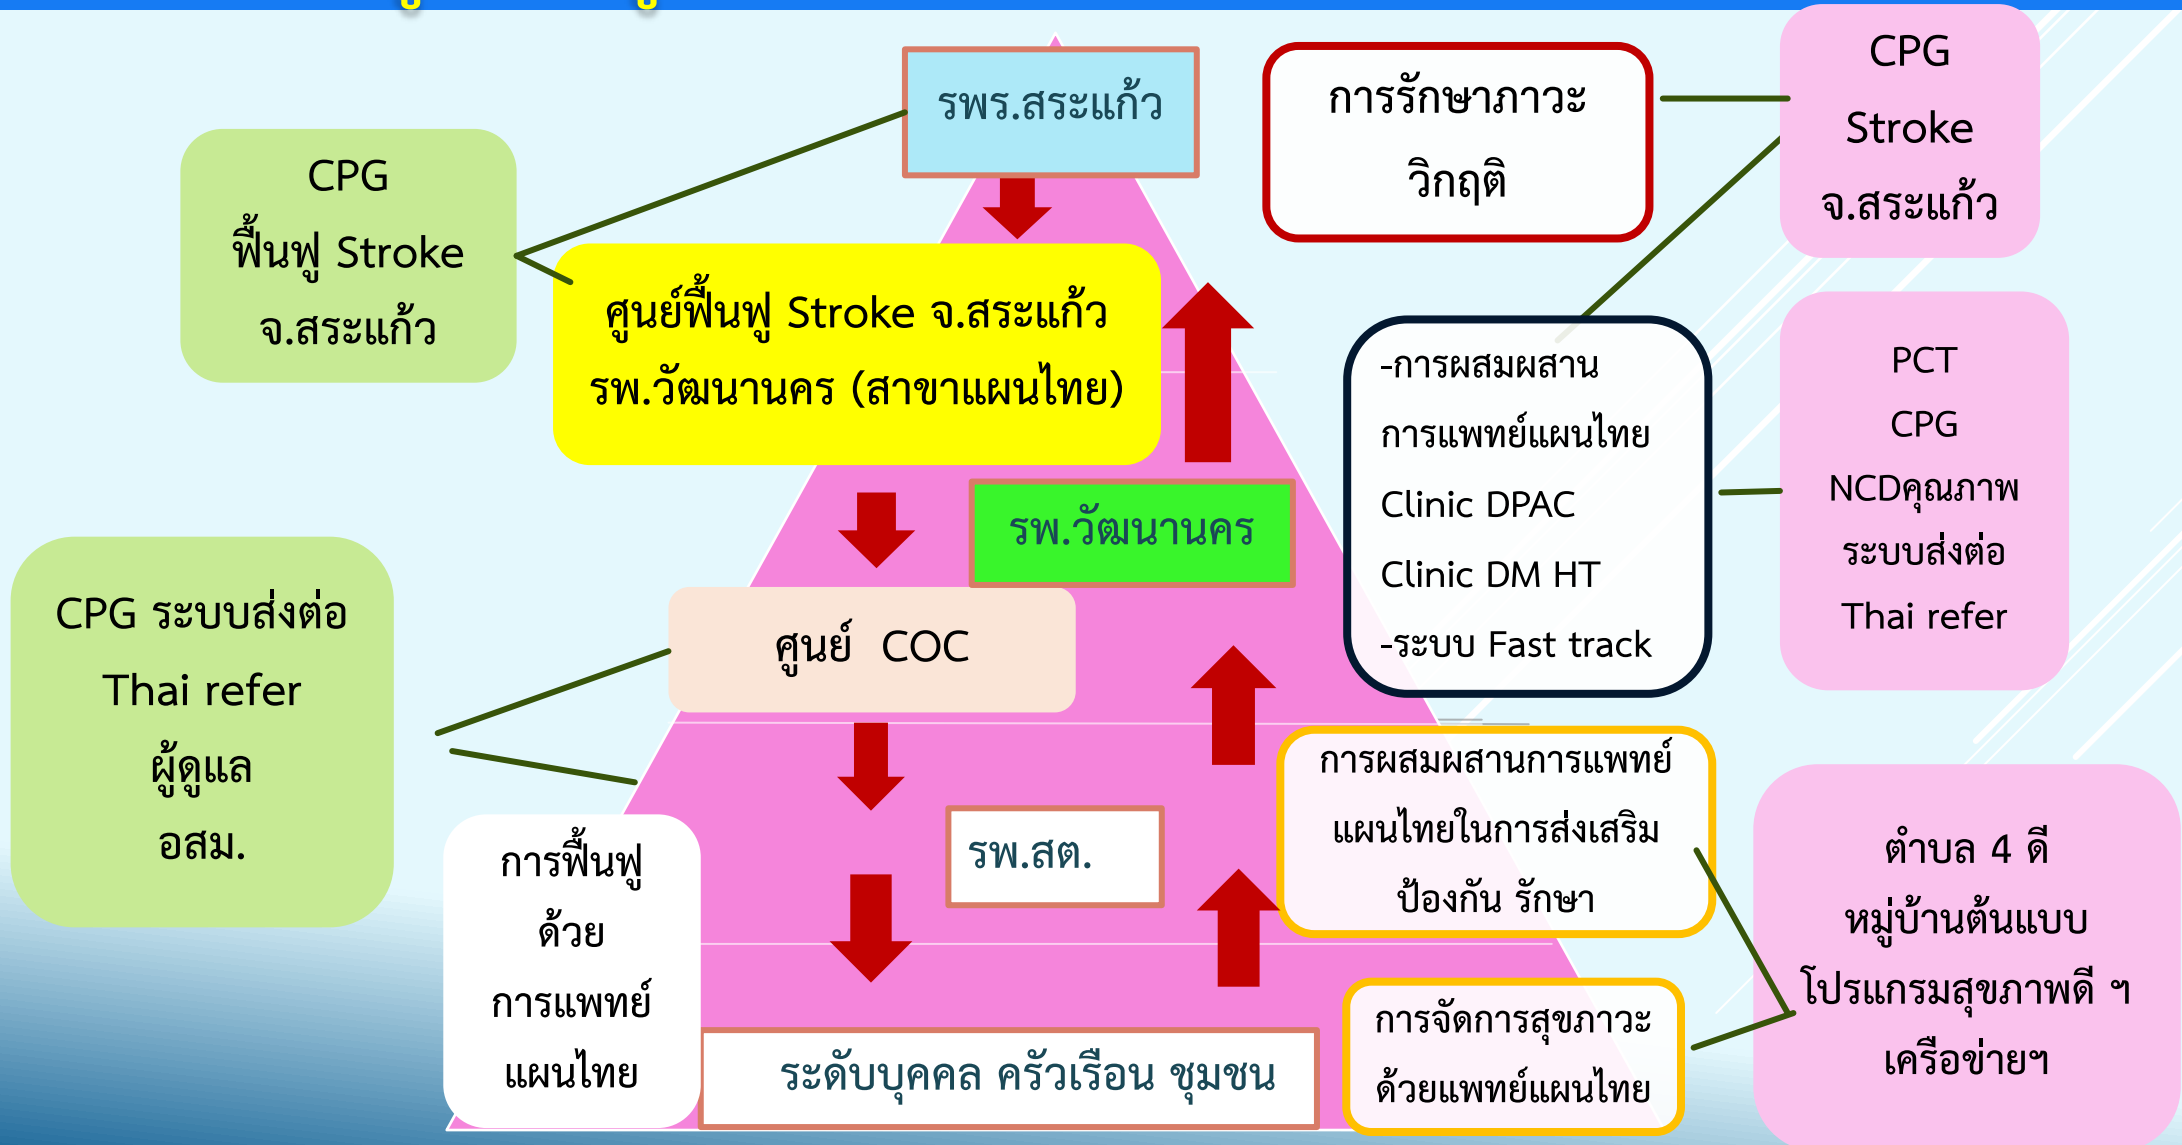 รพร.สระแก้ว
การรักษาภาวะ
วิกฤติ
CPG
Stroke
จ.สระแก้ว
CPG
ฟื้นฟู Stroke
จ.สระแก้ว
ศูนย์ฟื้นฟู Stroke จ.สระแก้ว
รพ.วัฒนานคร (สาขาแผนไทย)
-การผสมผสาน
การแพทย์แผนไทย
Clinic DPAC
Clinic DM HT
-ระบบ Fast track
PCT
CPG
NCDคุณภาพ
ระบบส่งต่อ
Thai refer
รพ.วัฒนานคร
CPG ระบบส่งต่อ
Thai refer
ผู้ดูแล
อสม.
ศูนย์ COC
การผสมผสานการแพทย์
แผนไทยในการส่งเสริม
ป้องกัน รักษา
รพ.สต.
การฟื้นฟู
ด้วย
การแพทย์
แผนไทย
ตำบล 4 ดี
หมู่บ้านต้นแบบ
โปรแกรมสุขภาพดี ฯ
เครือข่ายฯ
ระดับบุคคล ครัวเรือน ชุมชน
การจัดการสุขภาวะ
ด้วยแพทย์แผนไทย